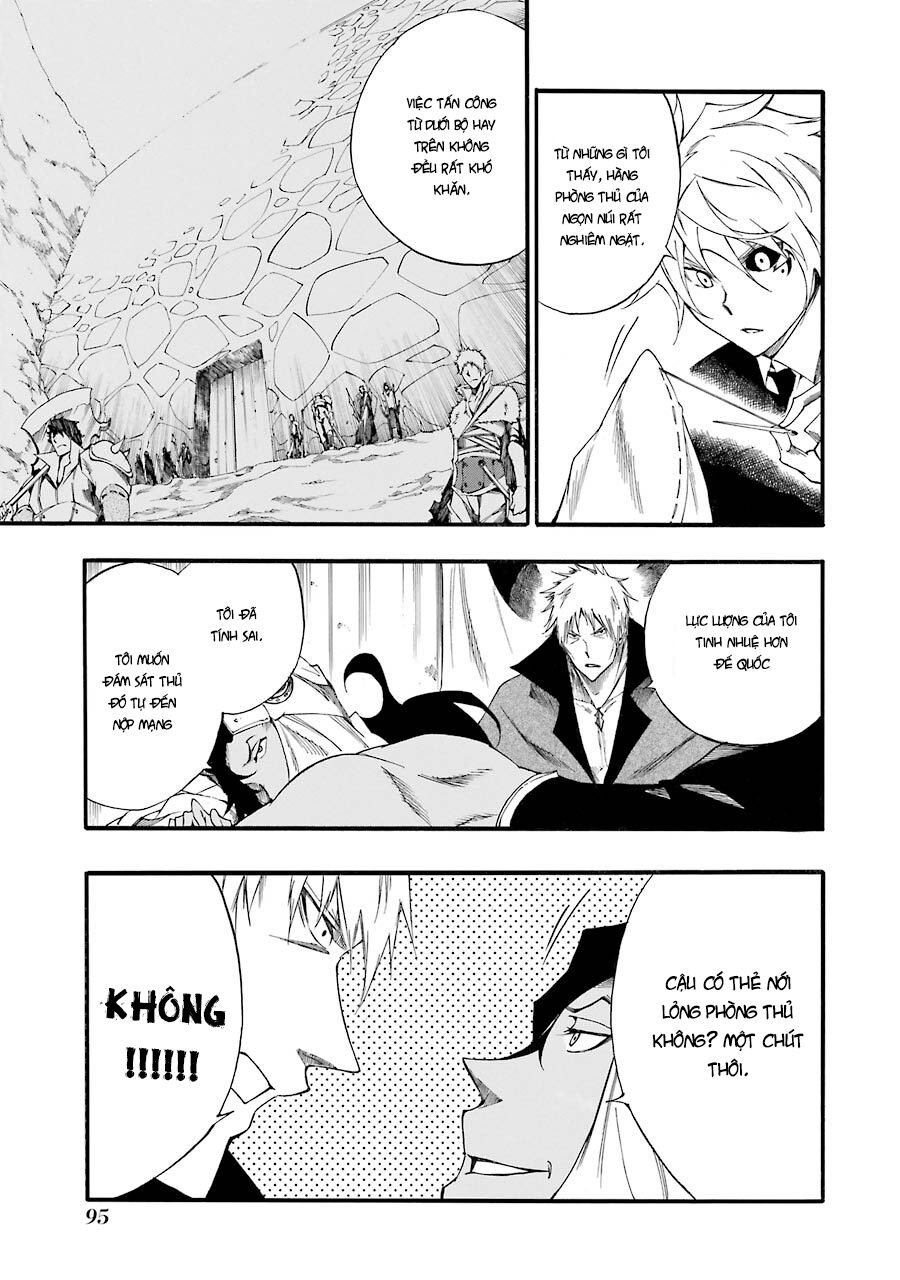 TỪ NHỮNG GÌ TÔI
THẤY, HÀNG
PHÒNG THỦ CỦA
NGỌN NÚI RẤT
NGHIÊM NGẶT.
VIỆC TẤN CÔNG
TỪ DƯỚI BỘ HAY
TRÊN KHÔNG
ĐỀU RẤT KHÓ
KHĂN.
LỰC LƯỢNG CỦA TÔI
TINH NHUỆ HƠN
ĐẾ QUỐC
TÔI ĐÃ
TÍNH SAI.
TÔI MUỐN
ĐÁM SÁT THỦ
ĐÓ TỰ ĐẾN
NỘP MẠNG
CẬU CÓ THẺ NỚI
LỎNG PHÒNG THỦ
KHÔNG? MỘT CHÚT
THÔI.
KHÔNG
!!!!!!
95